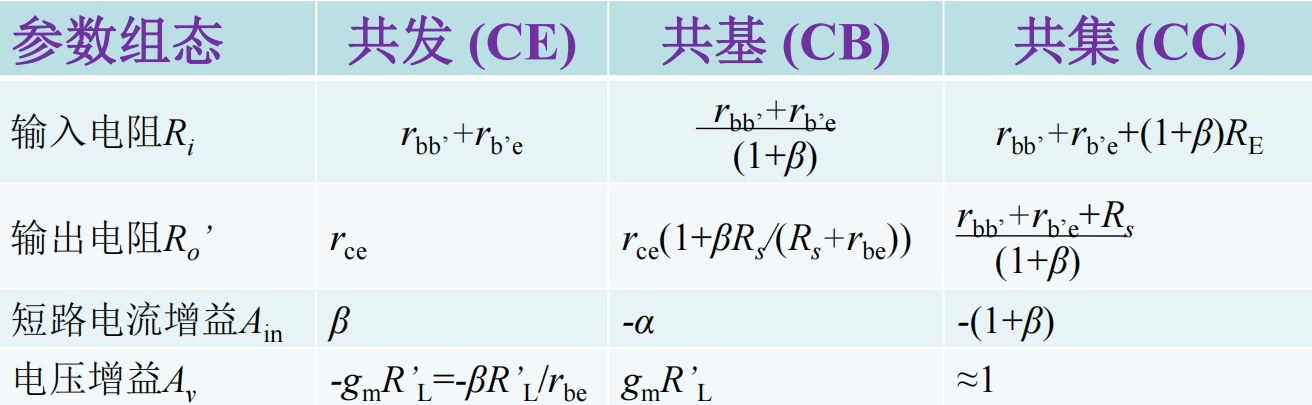 参数组态 共发 (CE) 共基 (CB) 共集 (CC)
输入电阻Ri rbb’+rb’e rbb’+rb’e rbb’+rb’e+(1+β)RE
(1+β)
输出电阻Ro’ rce rce(1+βRs/(Rs+rbe)) rbb’+rb’e+Rs
(1+β)
短路电流增益Ain β -α -(1+β)
电压增益Av -gmR’L=-βR’L/rbe gmR’L ≈1